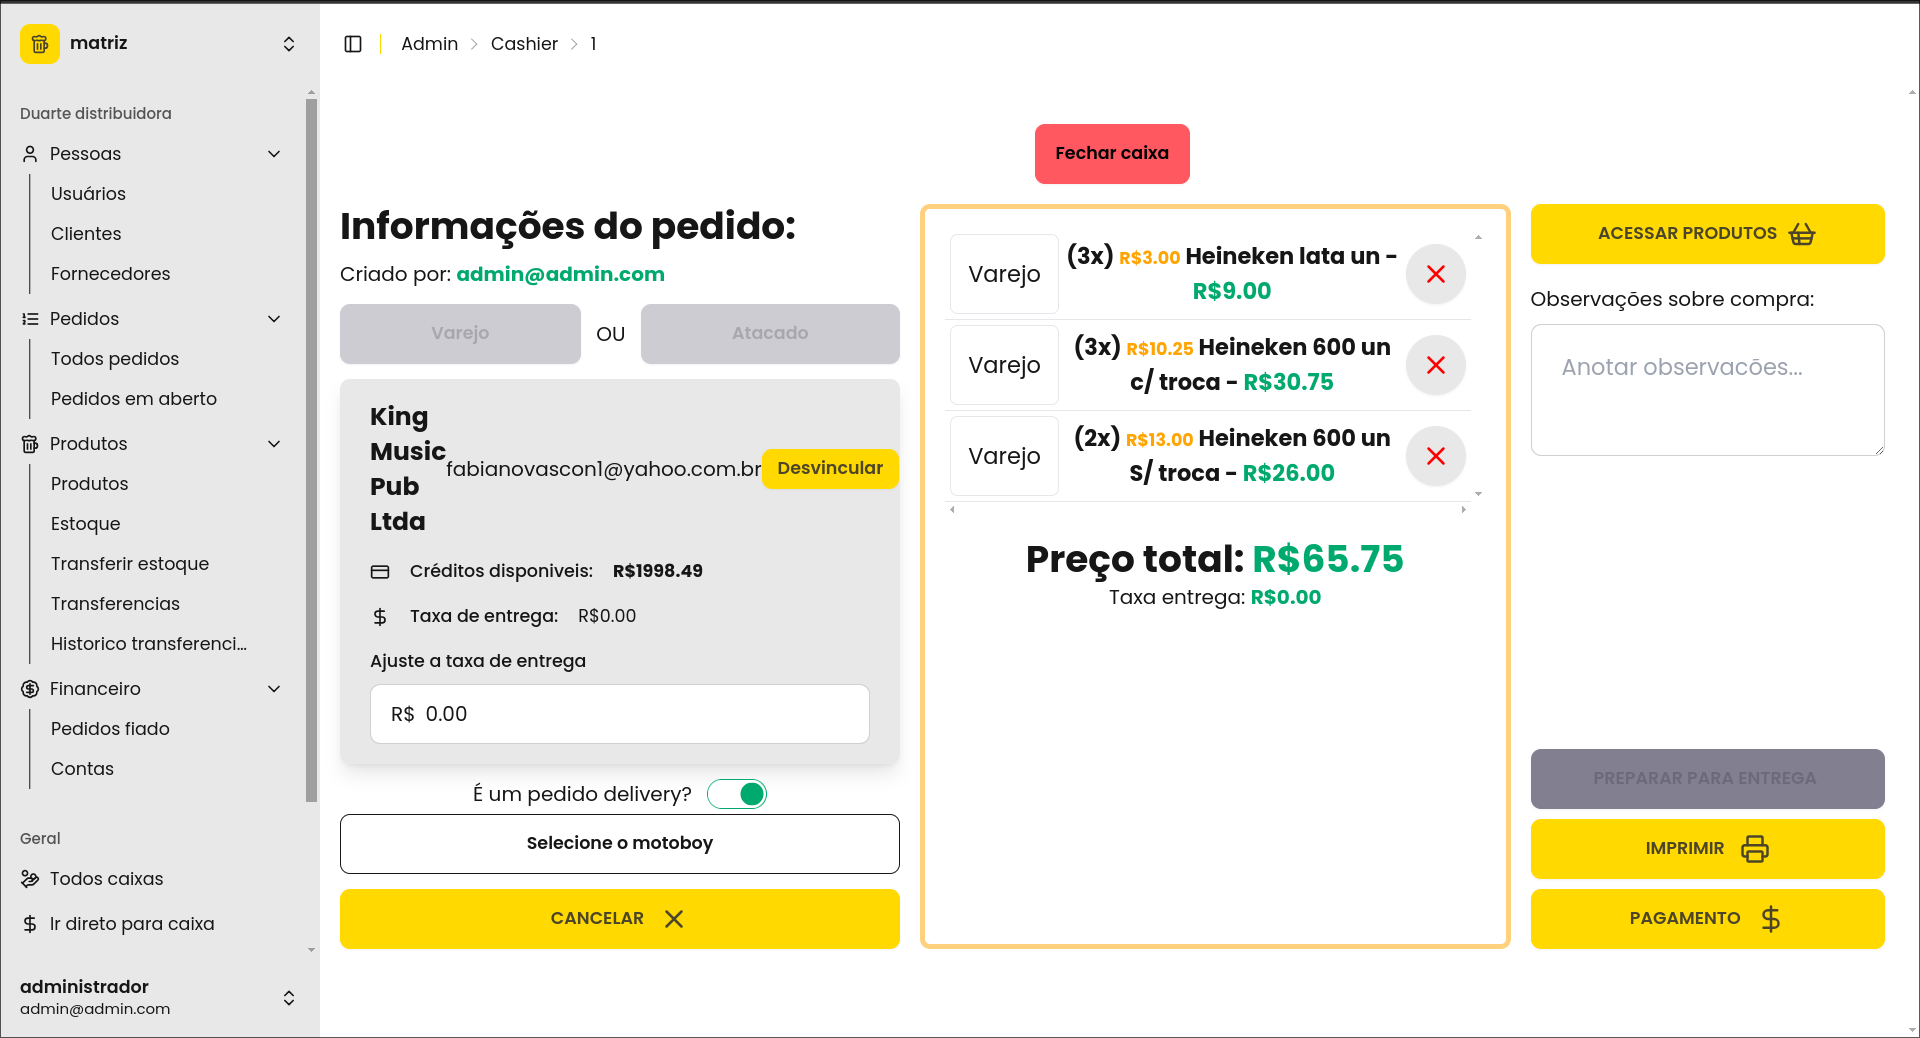 matriz
Duarte distribuidora
Pessoas
Usuários
Clientes
Fornecedores
Pedidos
Todos pedidos
Pedidos em aberto
Produtos
Produtos
Estoque
Transferir estoque
Transferencias
Historico transferenci...
Financeiro
Pedidos fiado
Contas
Geral
Todos caixas
Ir direto para caixa
administrador
admin@admin.com
Admin
Cashier
1
Fechar caixa
Informações do pedido:
Criado por: admin@admin.com
Varejo
OU
Atacado
King
Music
Pub
Ltda
fabianovascon1@yahoo.com.br
Desvincular
Créditos disponiveis: R$1998.49
Taxa de entrega: R$0.00
Ajuste a taxa de entrega
R$ 0.00
É um pedido delivery?
Selecione o motoboy
CANCELAR
Varejo
(3x) R$3.00 Heineken lata un -
R$9.00
Varejo
(3x) R$10.25 Heineken 600 un
c/ troca - R$30.75
Varejo
(2x) R$13.00 Heineken 600 un
S/ troca - R$26.00
Preço total: R$65.75
Taxa entrega: R$0.00
ACESSAR PRODUTOS
Observações sobre compra:
Anotar observacões...
PREPARAR PARA ENTREGA
IMPRIMIR
PAGAMENTO